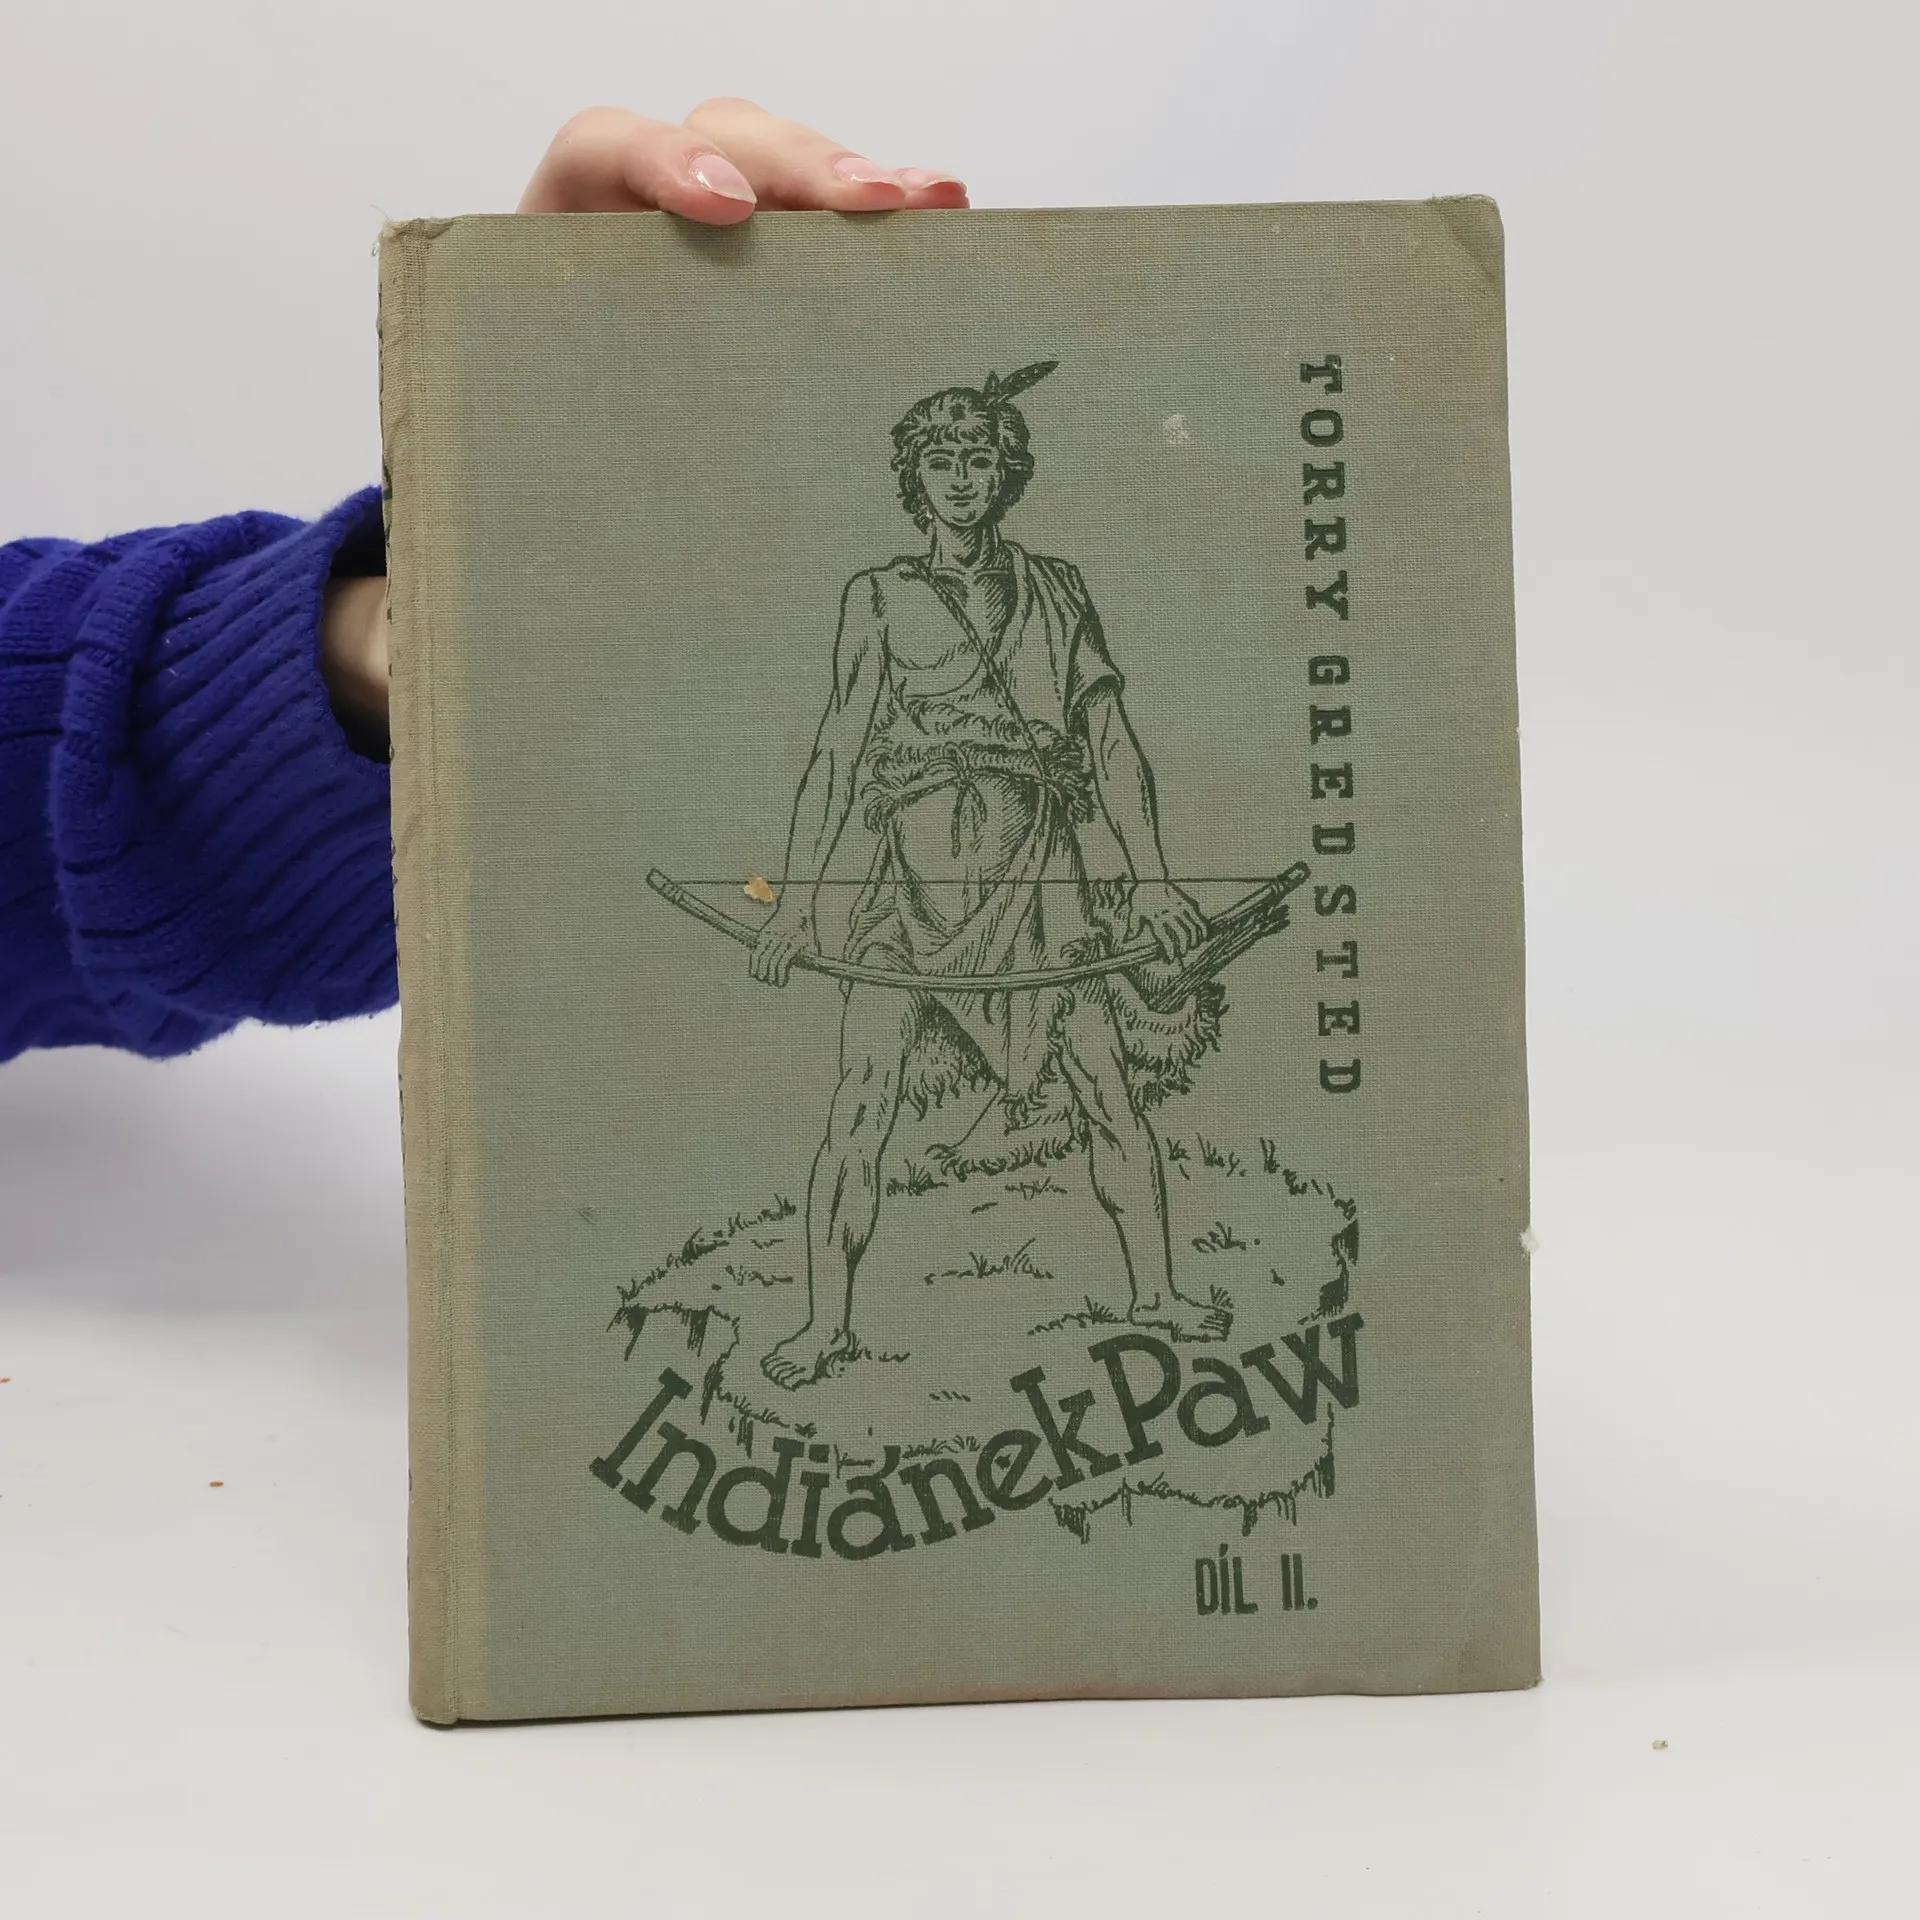 TORRY GREDSTED
Indiánek Paw
DÍL II.